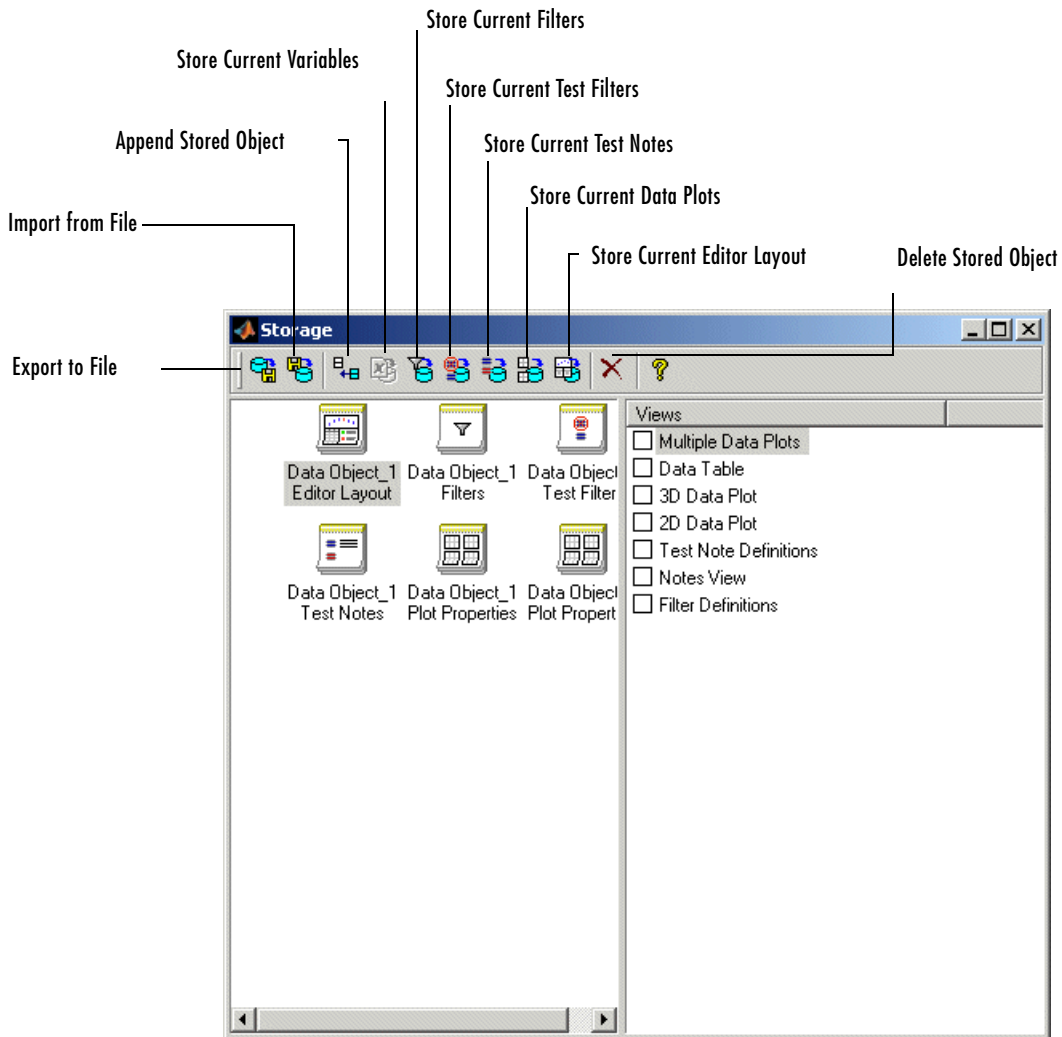 Store Current Filters
Store Current Variables
Store Current Test Filters
Append Stored Object
Store Current Test Notes
Store Current Data Plots
Import from File
Store Current Editor Layout
Delete Stored Object
Storage
Export to File
Views
Data Object_1
Editor Layout
Data Object_1
Filters
Data Object
Test Filter
Data Object_1
Test Notes
Data Object_1
Plot Properties
Data Object
Plot Propert
Multiple Data Plots
Data Table
3D Data Plot
2D Data Plot
Test Note Definitions
Notes View
Filter Definitions